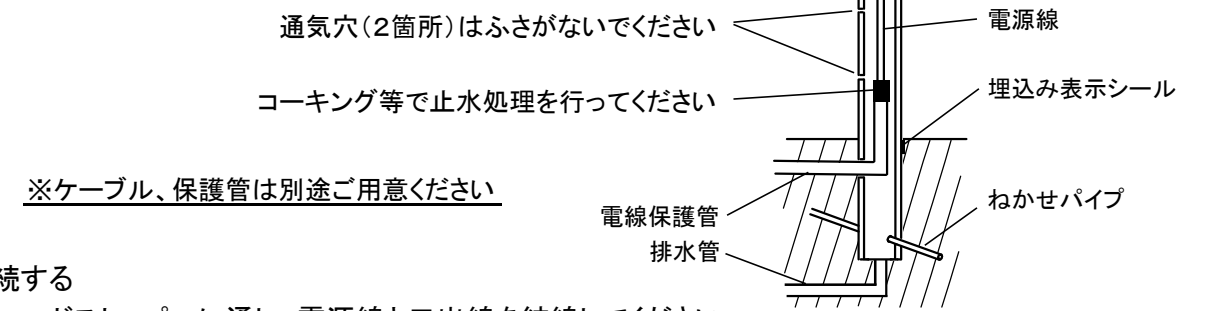 通気穴(2箇所)はふさがないでください
電源線
コーキング等で止水処理を行ってください
埋込み表示シール
※ケーブル、保護管は別途ご用意ください
ねかせパイプ
電線保護管
排水管
続する